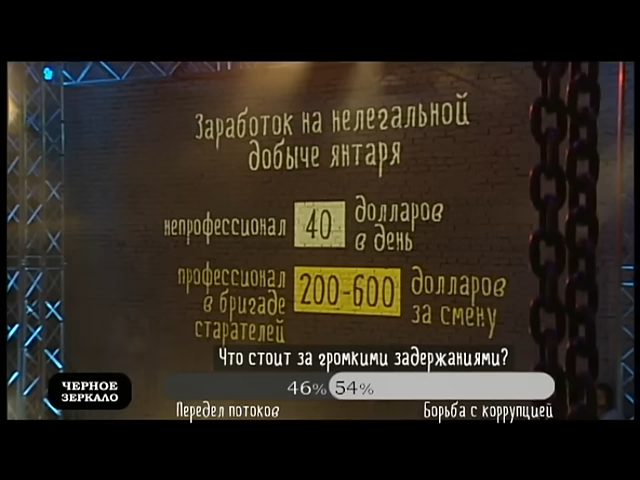 Заработок на нелегальной
добыче янтаря
непрофессионал 40 долларов
в день
профессионал
в бригаде
старателей
200-600 долларов
за смену
Что стоит за громкими задержаниями?
46% 54%
Передел потоков Борьба с коррупцией
ЧЕРНОЕ
ЗЕРКАЛО